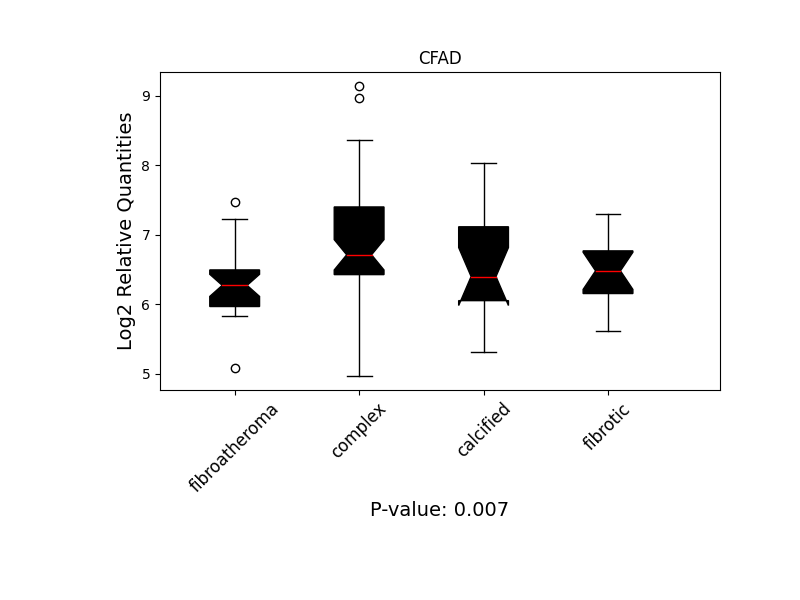 CFAD
Log2 Relative Quantities
9
8
7
6
5
fibroatheroma
complex
calcified
fibrotic
P-value: 0.007